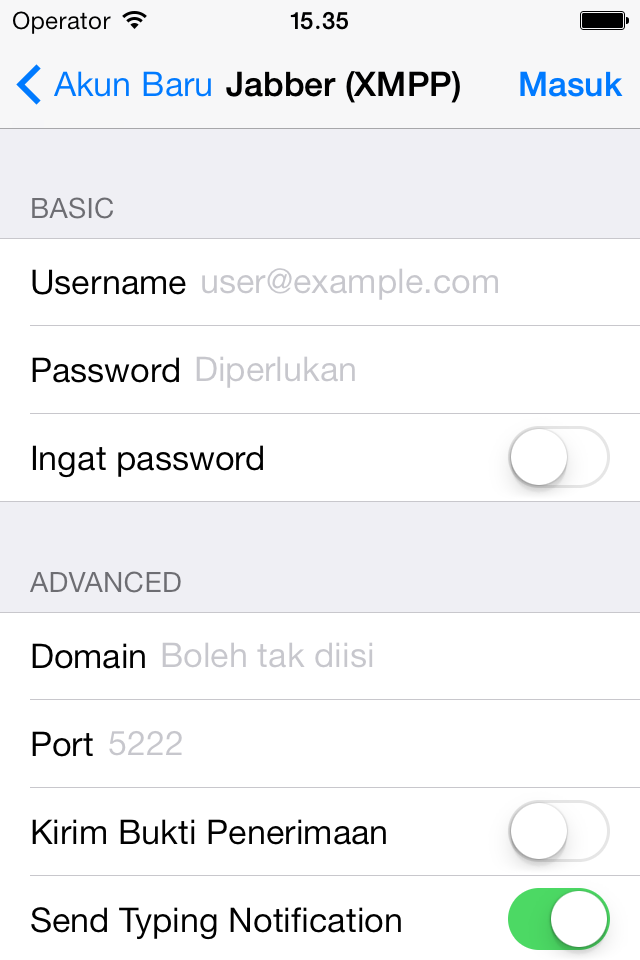 Operator 15.35
Akun Baru Jabber (XMPP) Masuk
BASIC
Username user@example.com
Password Diperlukan
Ingat password
ADVANCED
Domain Boleh tak diisi
Port 5222
Kirim Bukti Penerimaan
Send Typing Notification